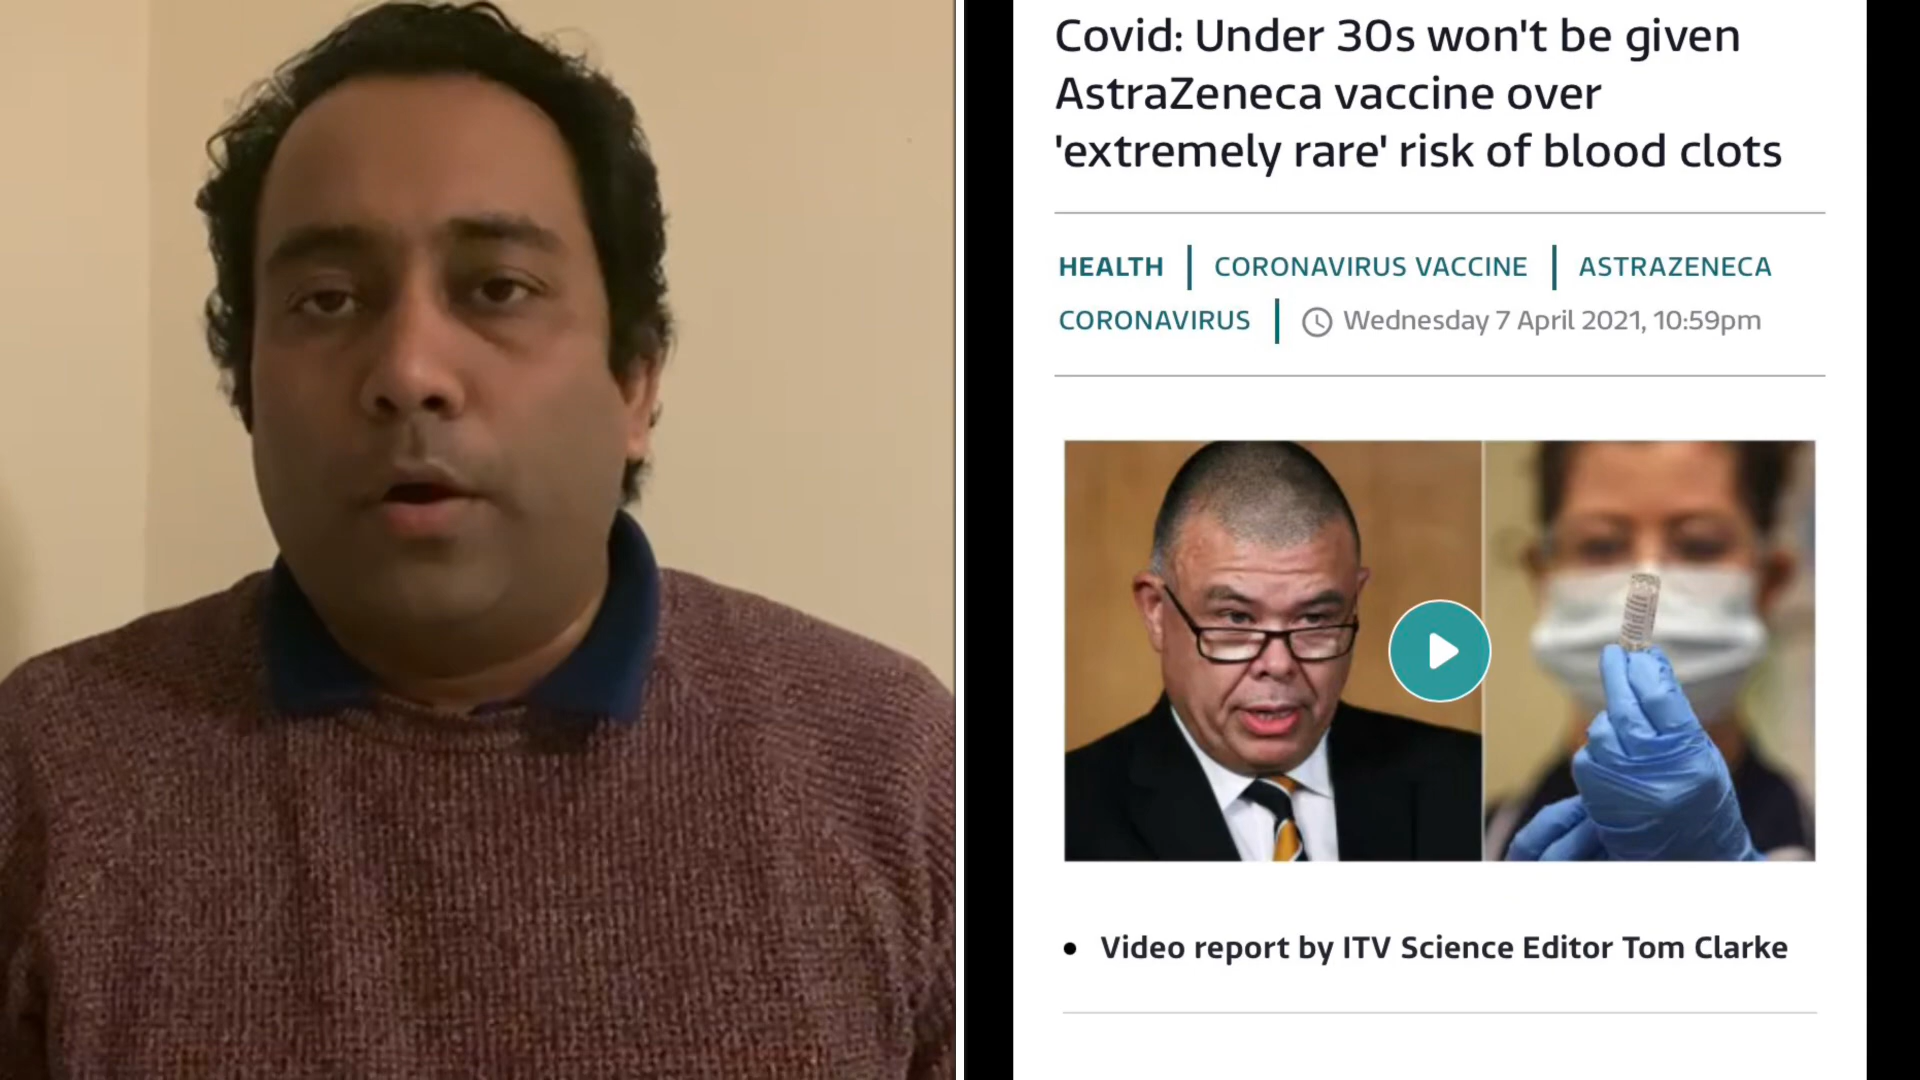 Covid: Under 30s won't be given
AstraZeneca vaccine over
'extremely rare' risk of blood clots
HEALTH | CORONAVIRUS VACCINE | ASTRAZENECA
CORONAVIRUS | Wednesday 7 April 2021, 10:59pm
• Video report by ITV Science Editor Tom Clarke